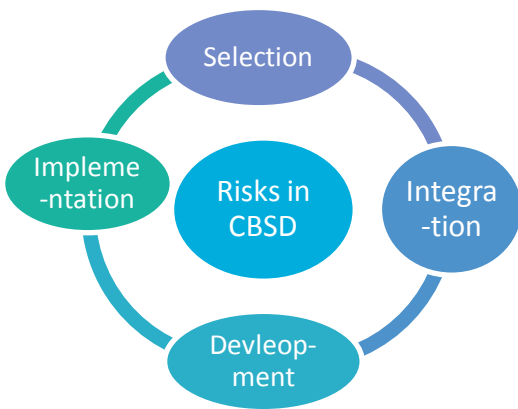 Selection
Impleme
-ntation
Risks in
CBSD
Integra
-tion
Devleop-
ment